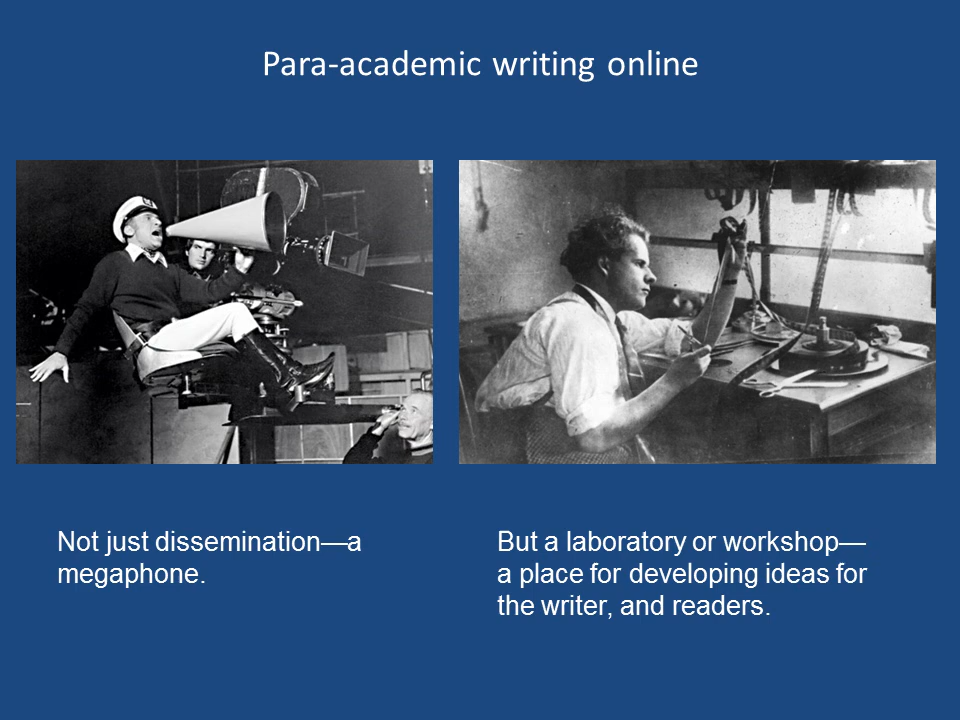 Para-academic writing online
Not just dissemination—a
megaphone.
But a laboratory or workshop—
a place for developing ideas for
the writer, and readers.